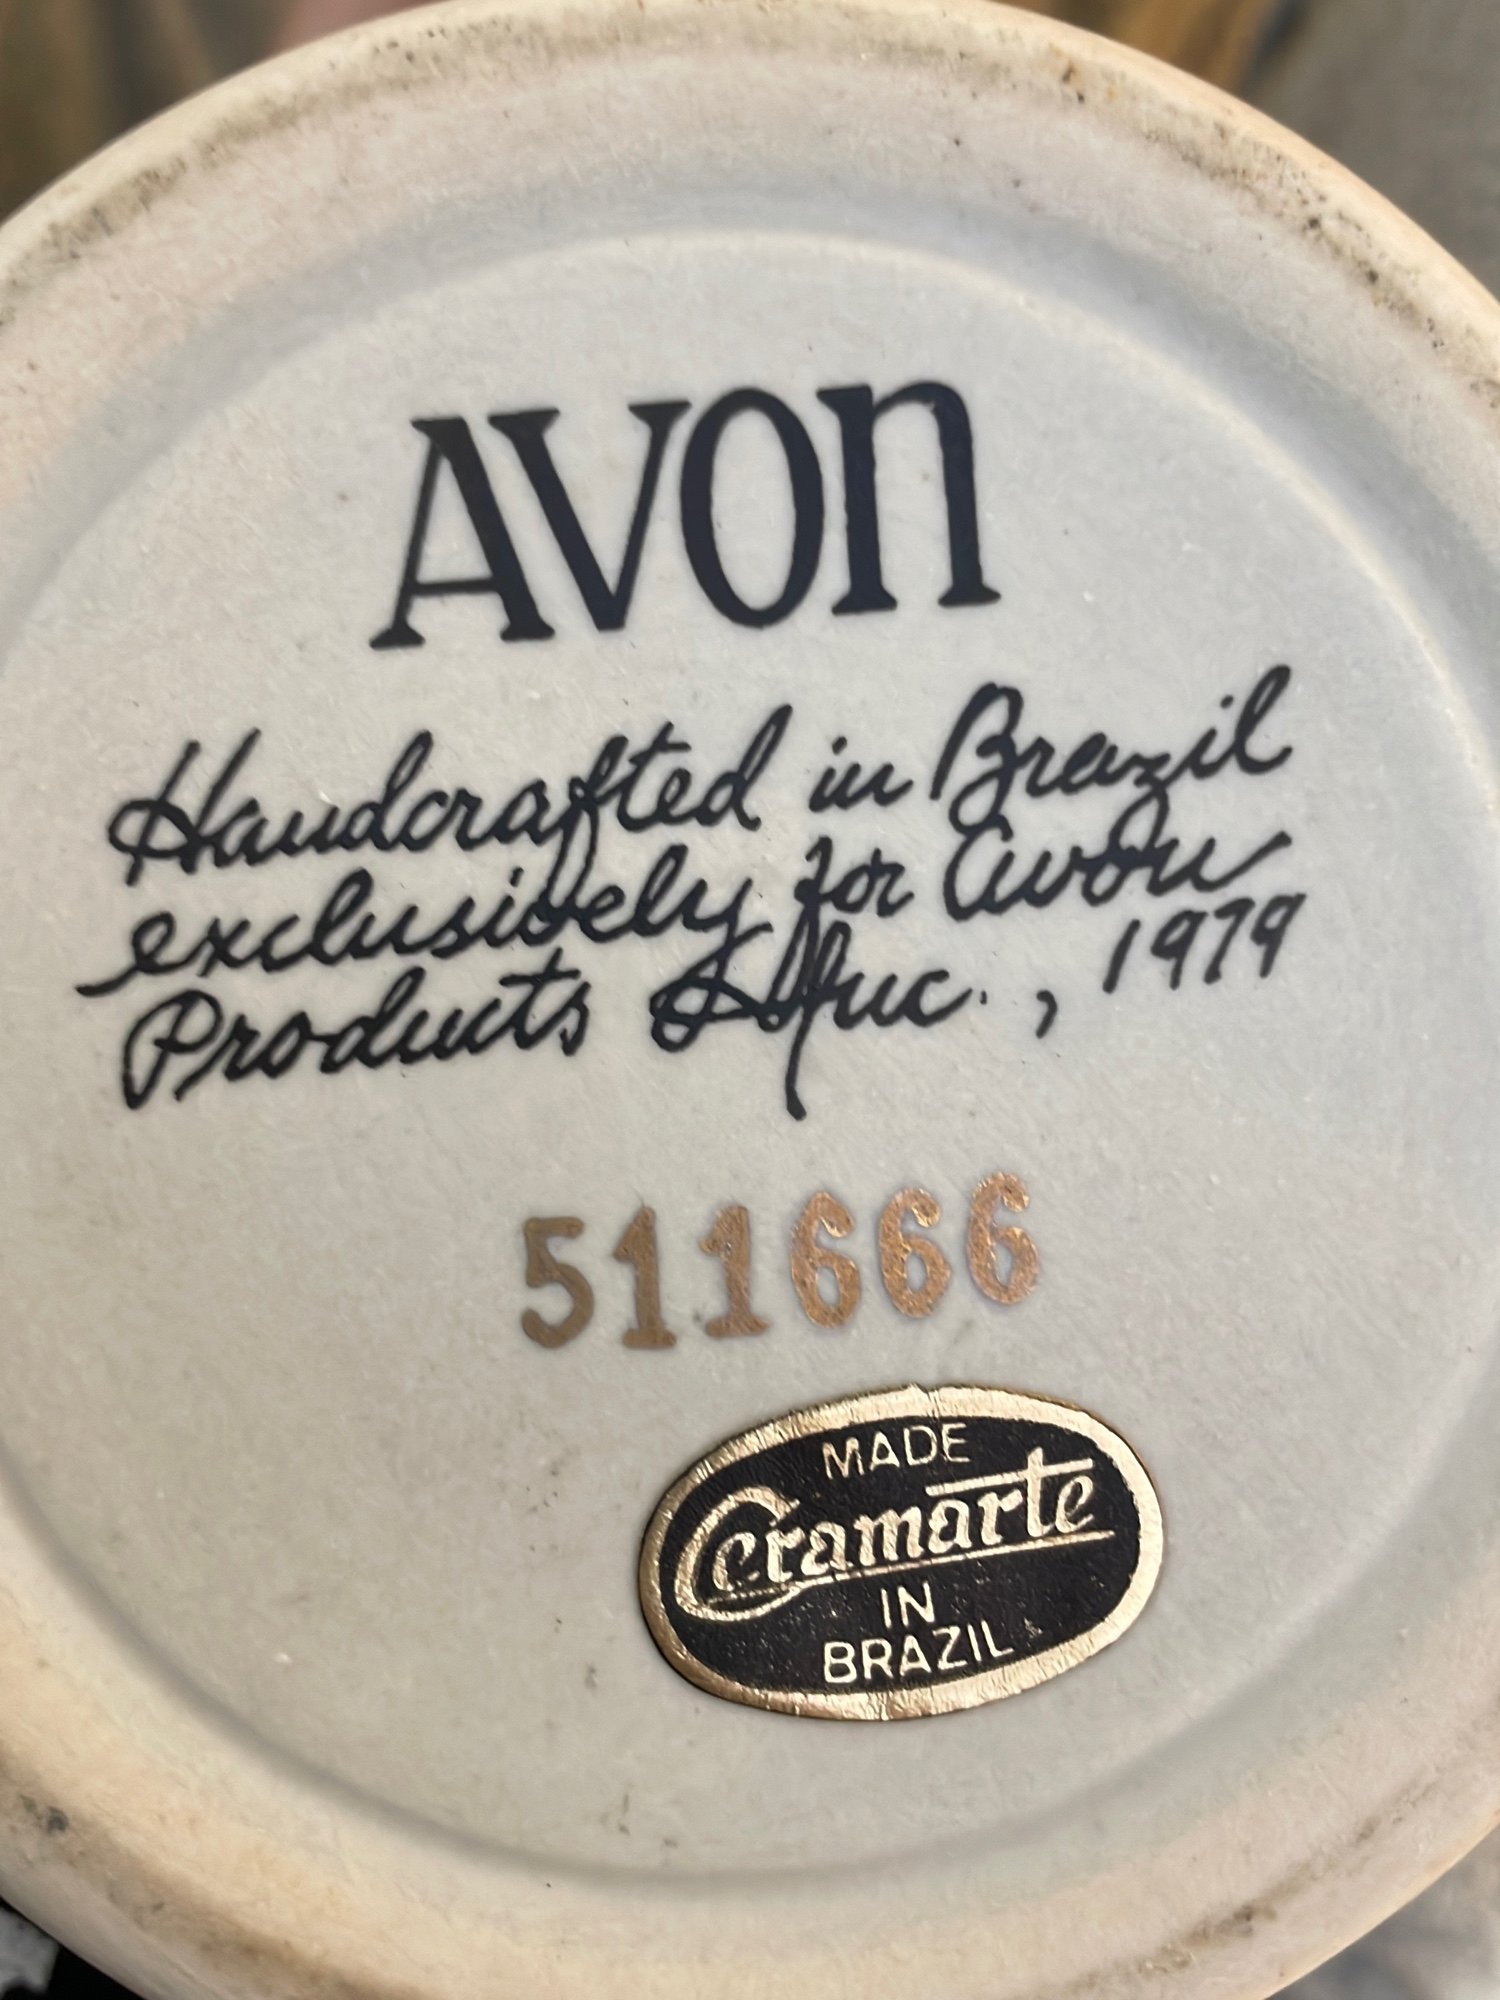 AVON
Handcrafted in Brazil
exclusively for Avon
Products Inc., 1979
511666
MADE
Ceramarte
IN
BRAZIL